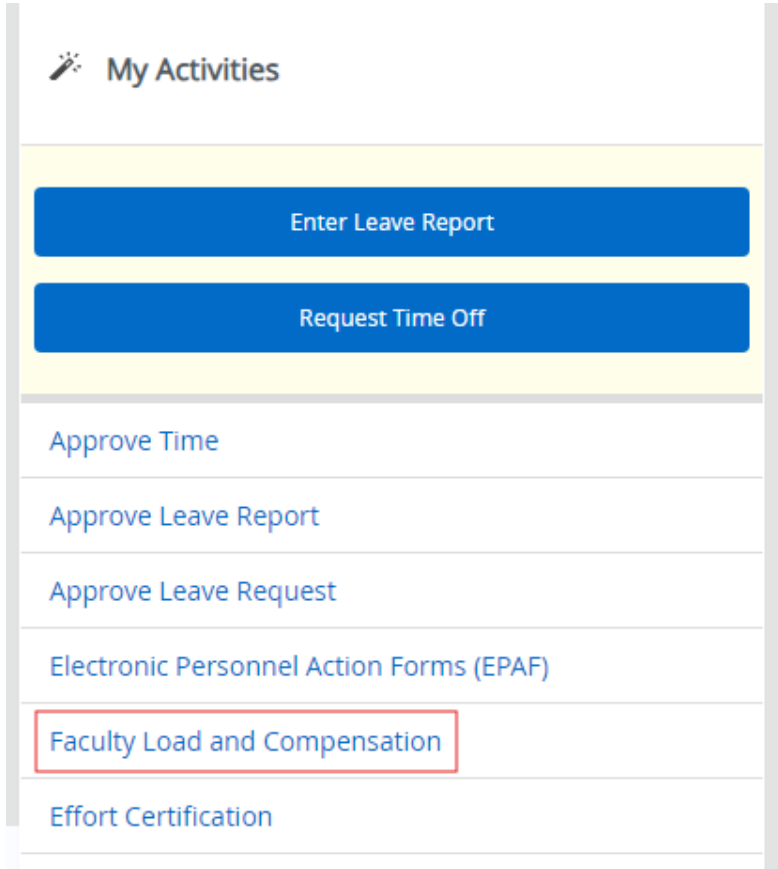 My Activities
Enter Leave Report
Request Time Off
Approve Time
Approve Leave Report
Approve Leave Request
Electronic Personnel Action Forms (EPAF)
Faculty Load and Compensation
Effort Certification